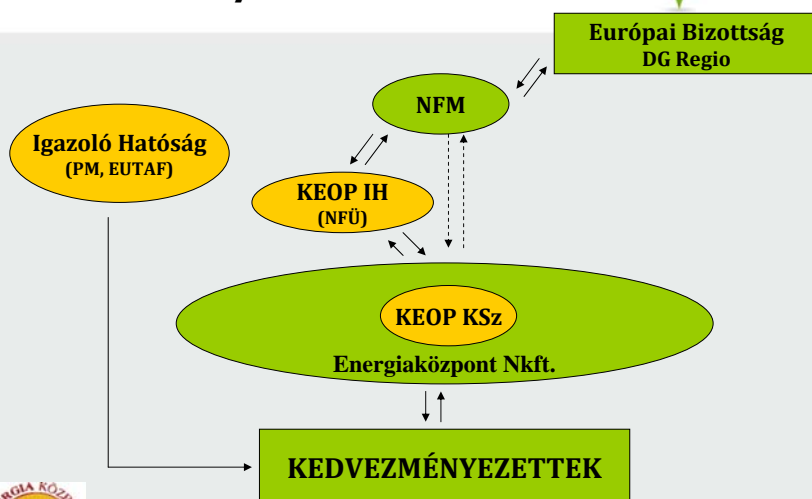 Európai Bizottság
DG Regio
NFM
Igazoló Hatóság
(PM, EUTAF)
KEOP IH
(NFÜ)
KEOP KSz
Energiaközpont Nkft.
KEDVEZMÉNYEZETTEK